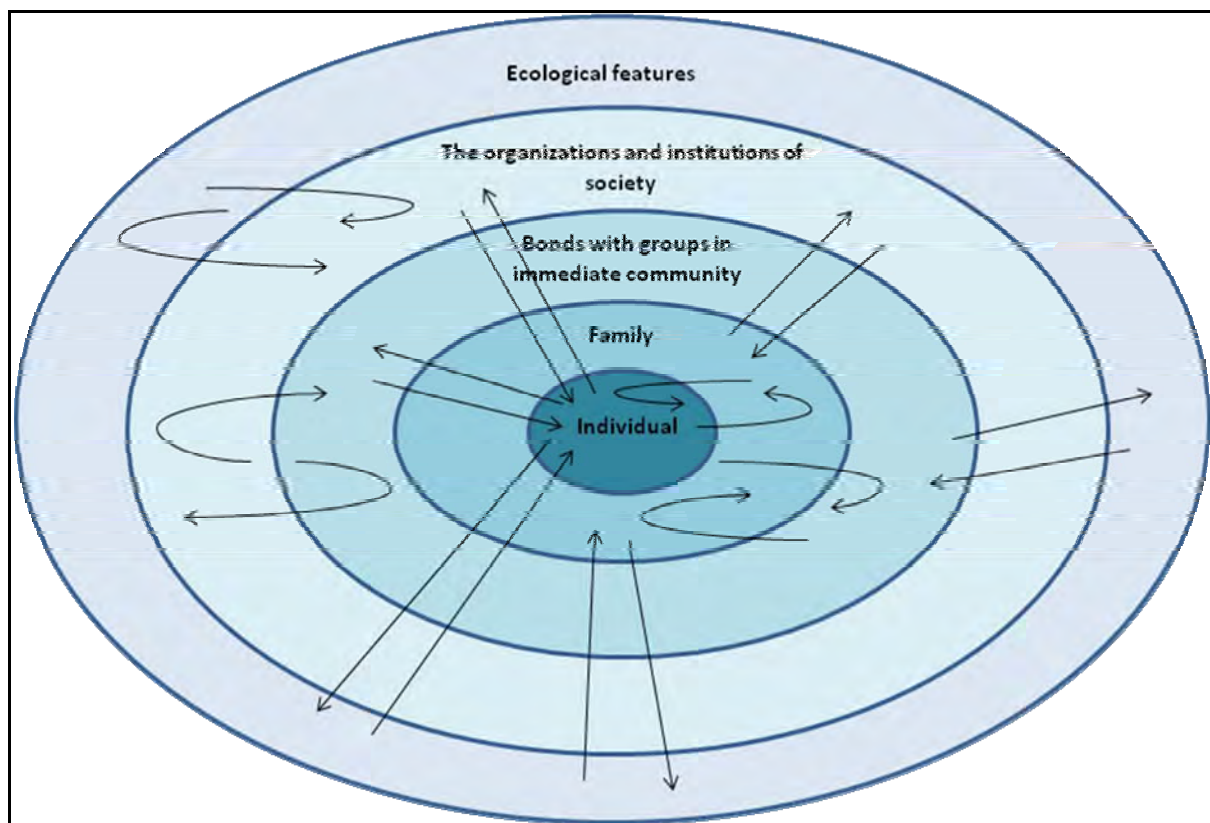 Ecological features
The organizations and institutions of
society
Bonds with groups in
immediate community
Family
Individual